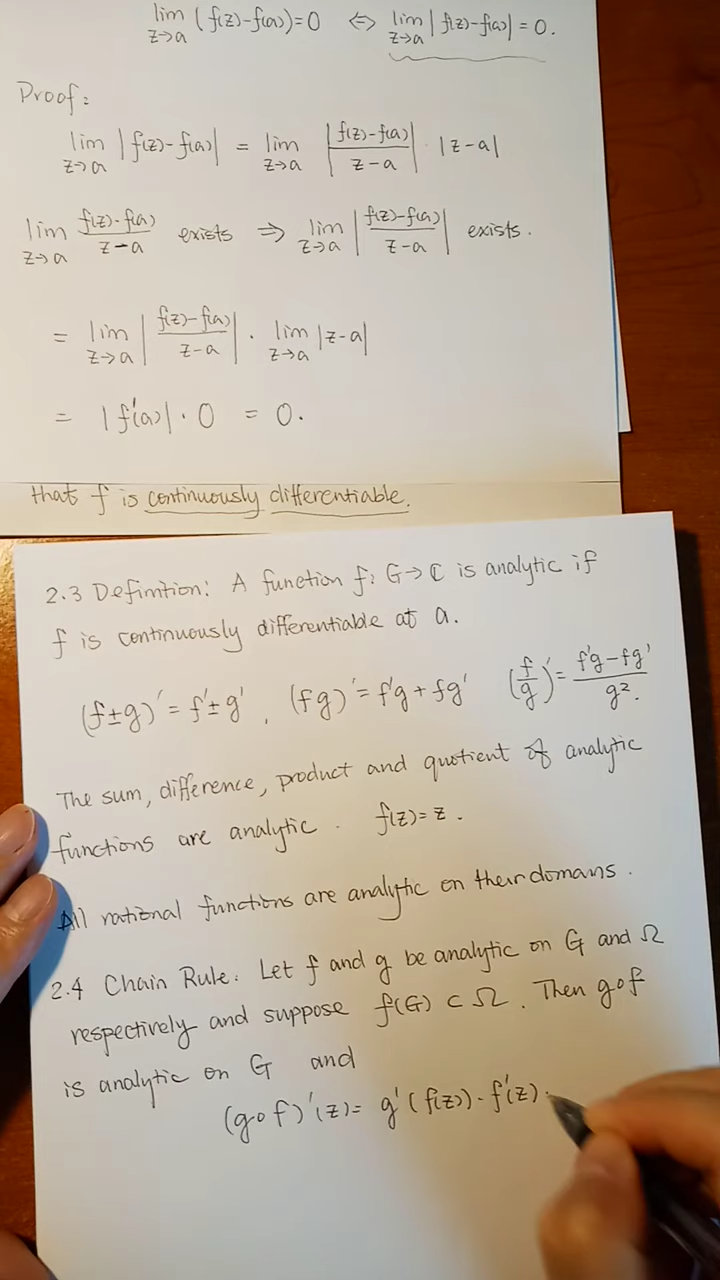 lim z→a (f(z)-f(a))=0 ⇔ lim z→a |f(z)-f(a)|=0.
Proof:
lim z→a |f(z)-f(a)| = lim z→a |f(z)-f(a)/z-a| · |z-a|
lim z→a f(z)-f(a)/z-a exists ⇒ lim z→a |f(z)-f(a)/z-a| exists.
= lim z→a |f(z)-f(a)/z-a| · lim z→a |z-a|
= |f'(a)| · 0 = 0.
that f is continuously differentiable.
2.3 Defintion: A function f: G→ℂ is analytic if
f is continuously differentiable at a.
(f±g)'=f'±g', (fg)'=f'g+fg' (f/g)'=f'g-fg'/g².
The sum, difference, product and quotient of analytic
functions are analytic. f(z)=z.
All rational functions are analytic on their domans.
2.4 Chain Rule: Let f and g be analytic on G and Ω
respectively and suppose f(G)⊂Ω. Then g∘f
is analytic on G and
(g∘f)'(z)= g'(f(z))·f'(z).